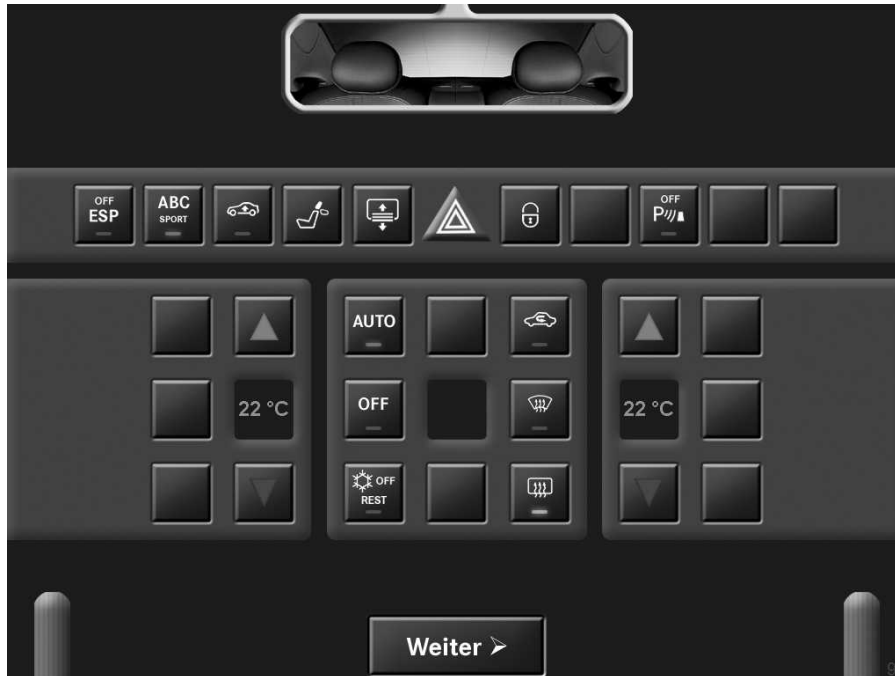 OFF
ESP
ABC
SPORT
OFF
P
AUTO
22 °C
OFF
22 °C
OFF
REST
Weiter